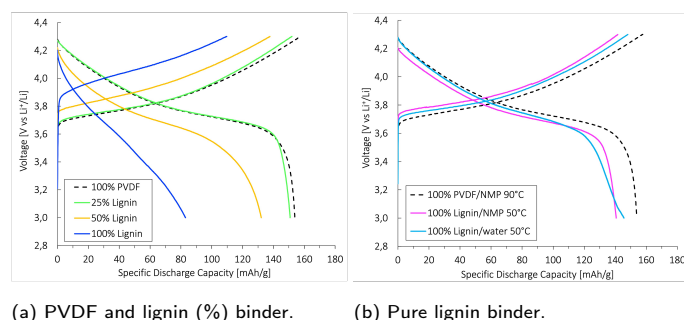 4,4
4,2
4,0
3,8
3,6
3,4
3,2
3,0
2,8
0 20 40 60 80 100 120 140 160 180
Voltage [V vs Li⁺/Li]
Specific Discharge Capacity [mAh/g]
100% PVDF
25% Lignin
50% Lignin
100% Lignin
(a) PVDF and lignin (%) binder.
4,4
4,2
4,0
3,8
3,6
3,4
3,2
3,0
2,8
0 20 40 60 80 100 120 140 160 180
Voltage [V vs Li⁺/Li]
Specific Discharge Capacity [mAh/g]
100% PVDF/NMP 90°C
100% Lignin/NMP 50°C
100% Lignin/water 50°C
(b) Pure lignin binder.